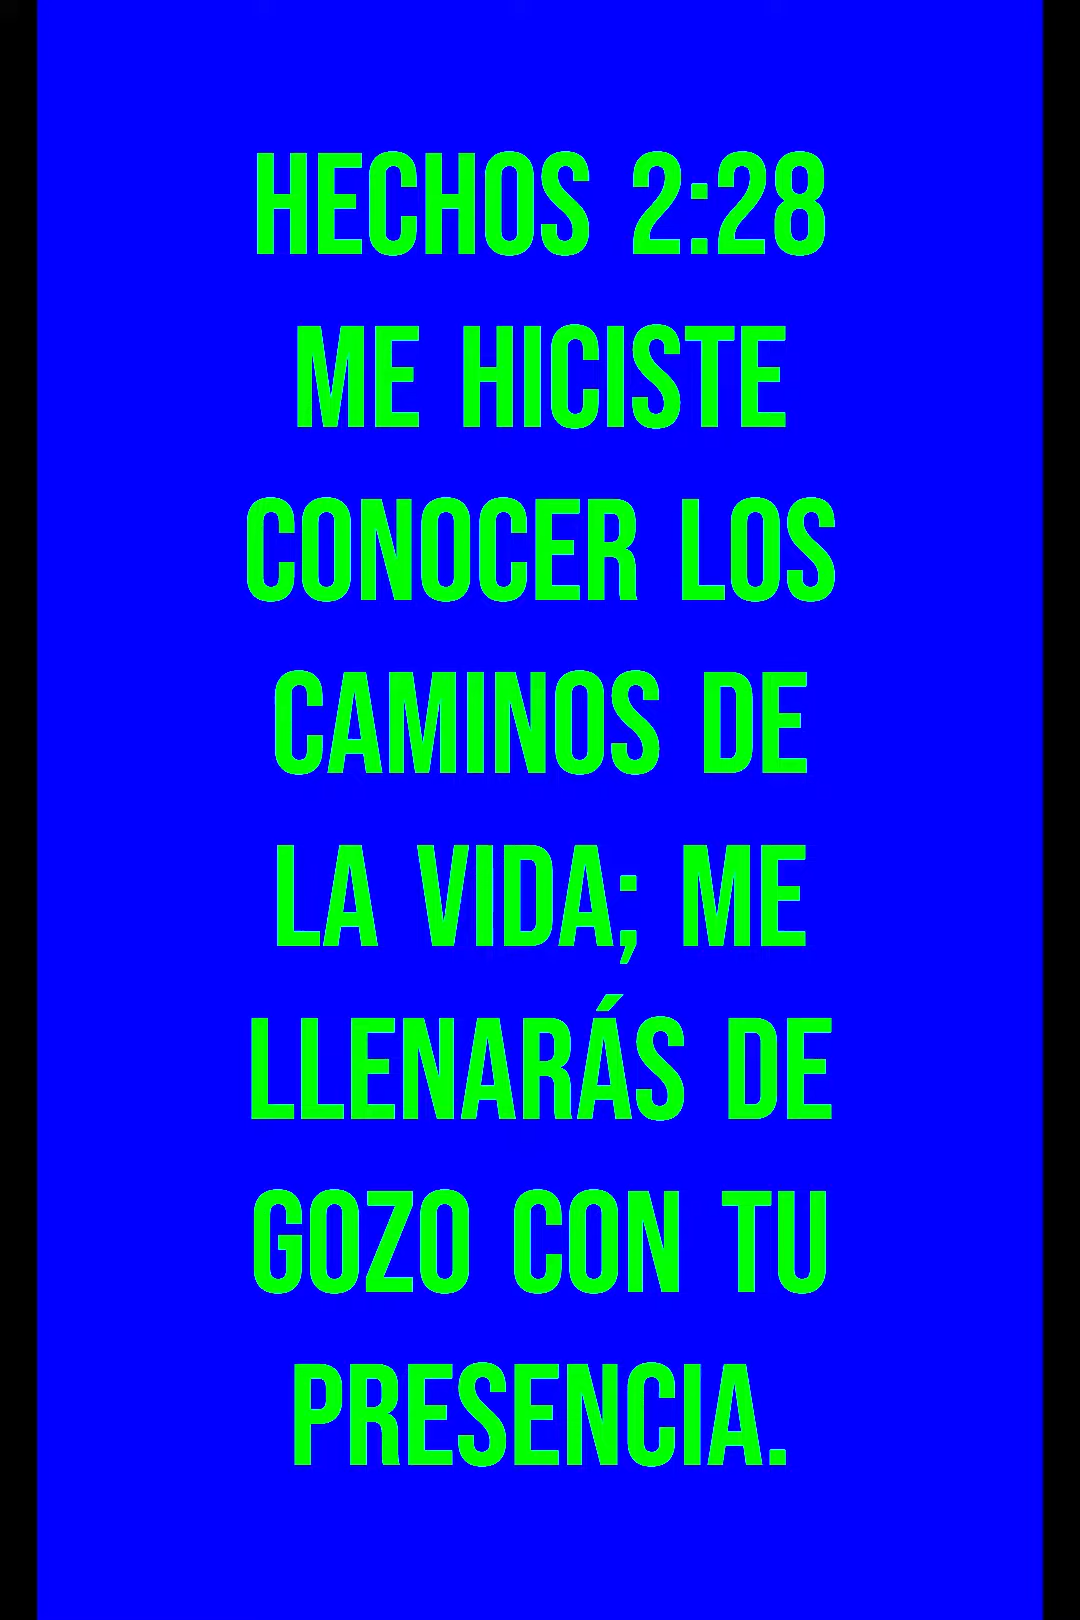 HECHOS 2:28
ME HICISTE
CONOCER LOS
CAMINOS DE
LA VIDA; ME
LLENARÁS DE
GOZO CON TU
PRESENCIA.